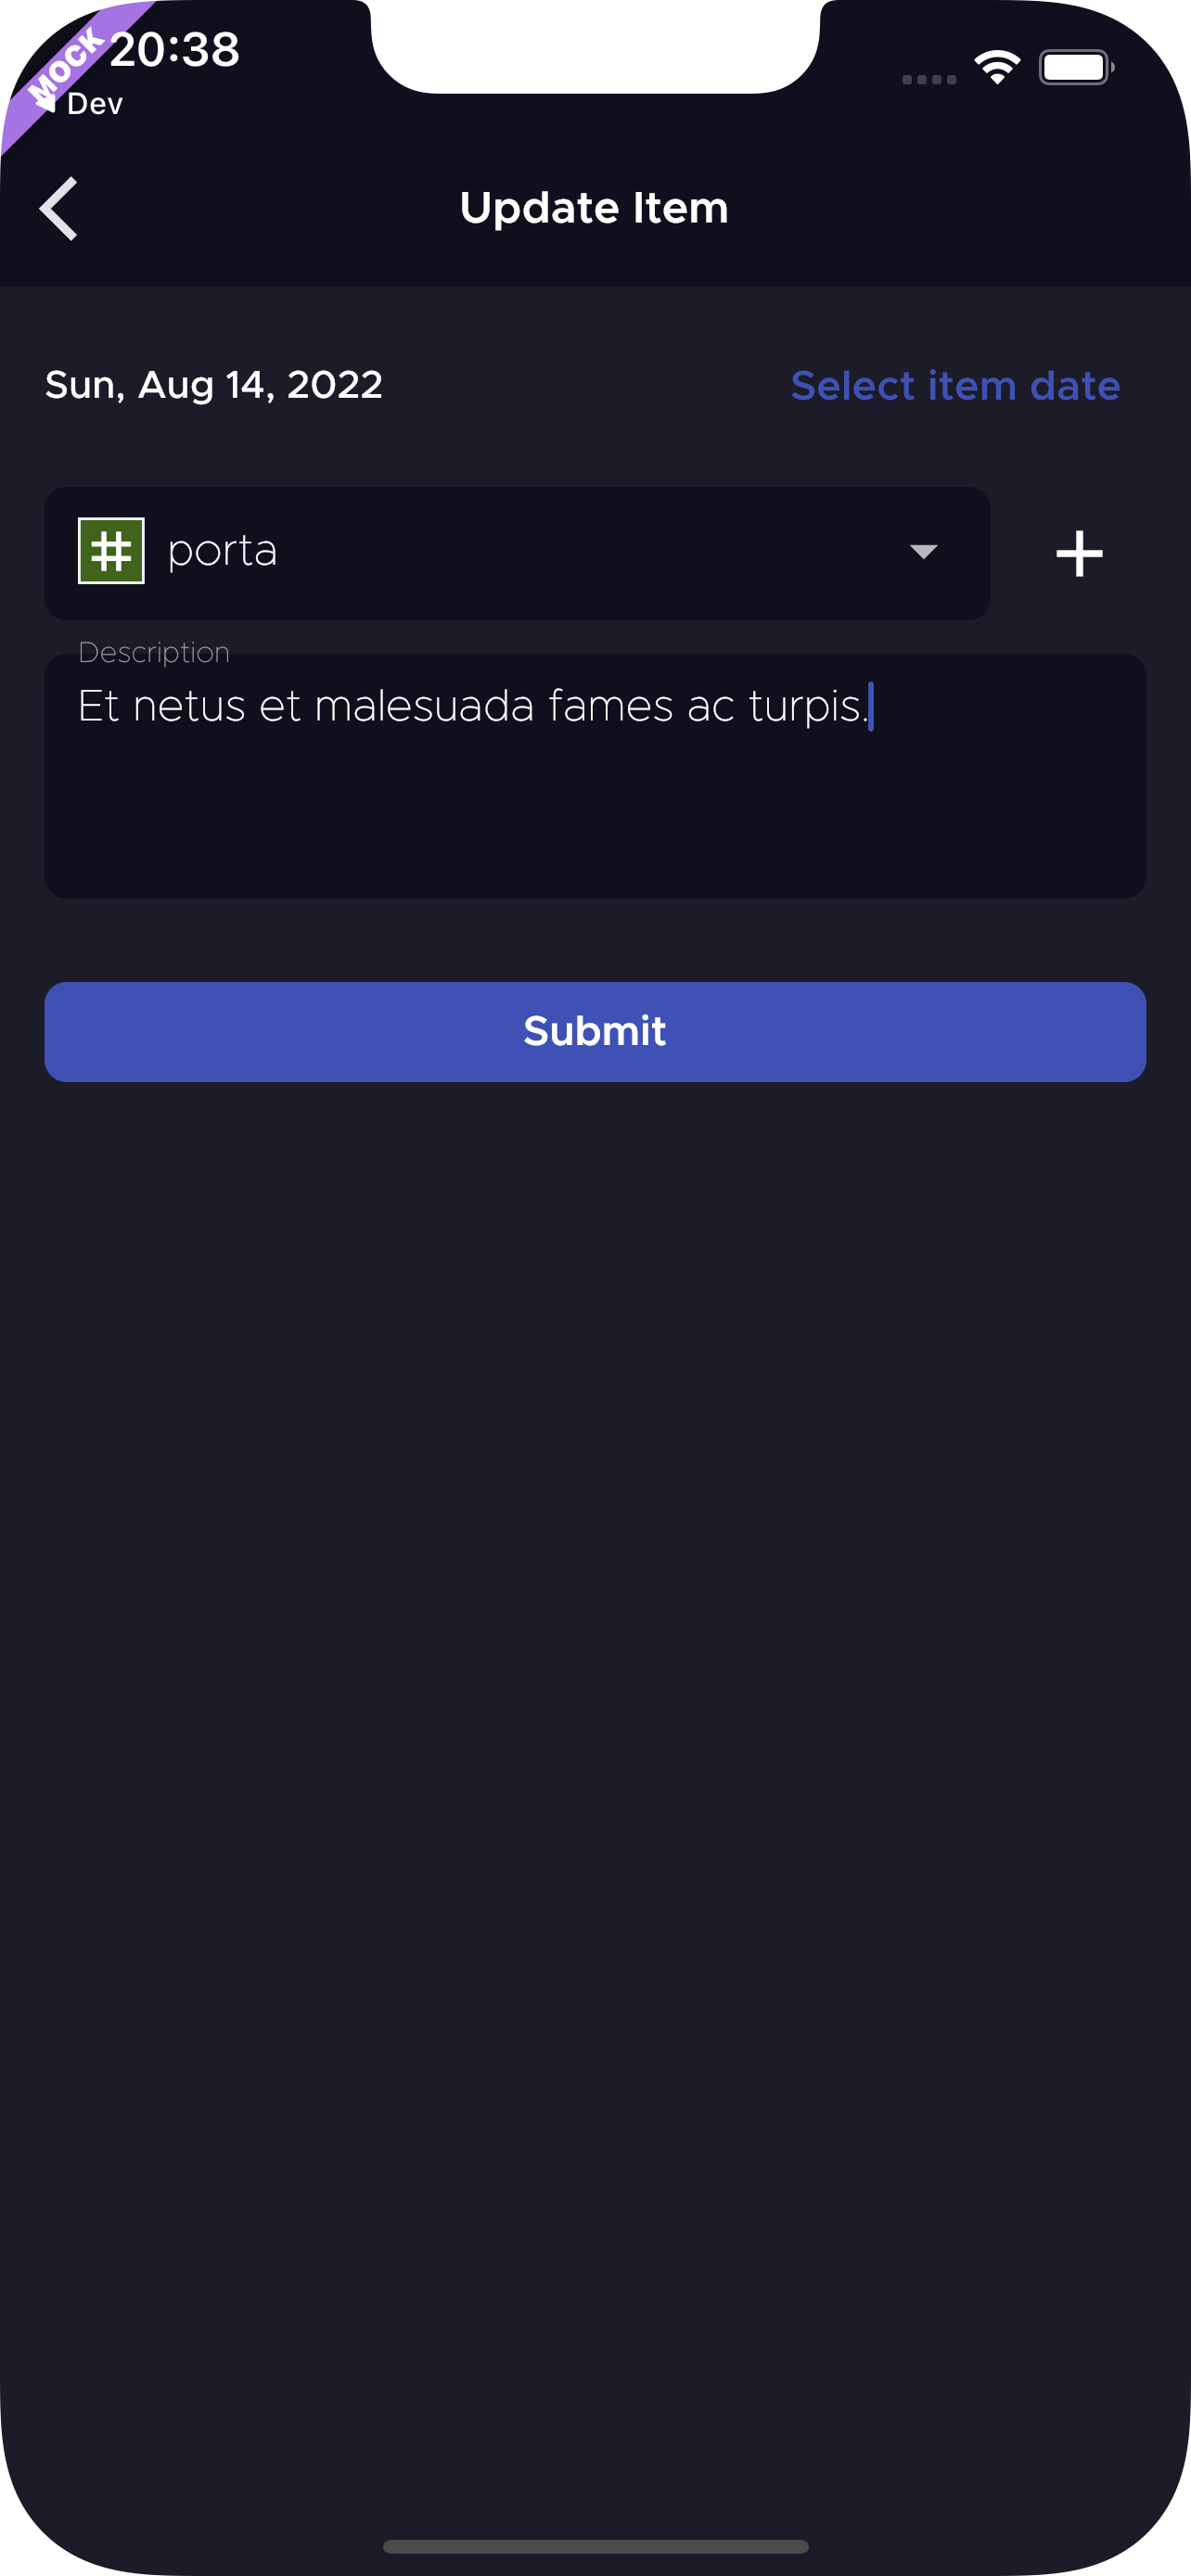 MOCK
20:38
Dev
Update Item
Sun, Aug 14, 2022
Select item date
# porta
Description
Et netus et malesuada fames ac turpis.
Submit